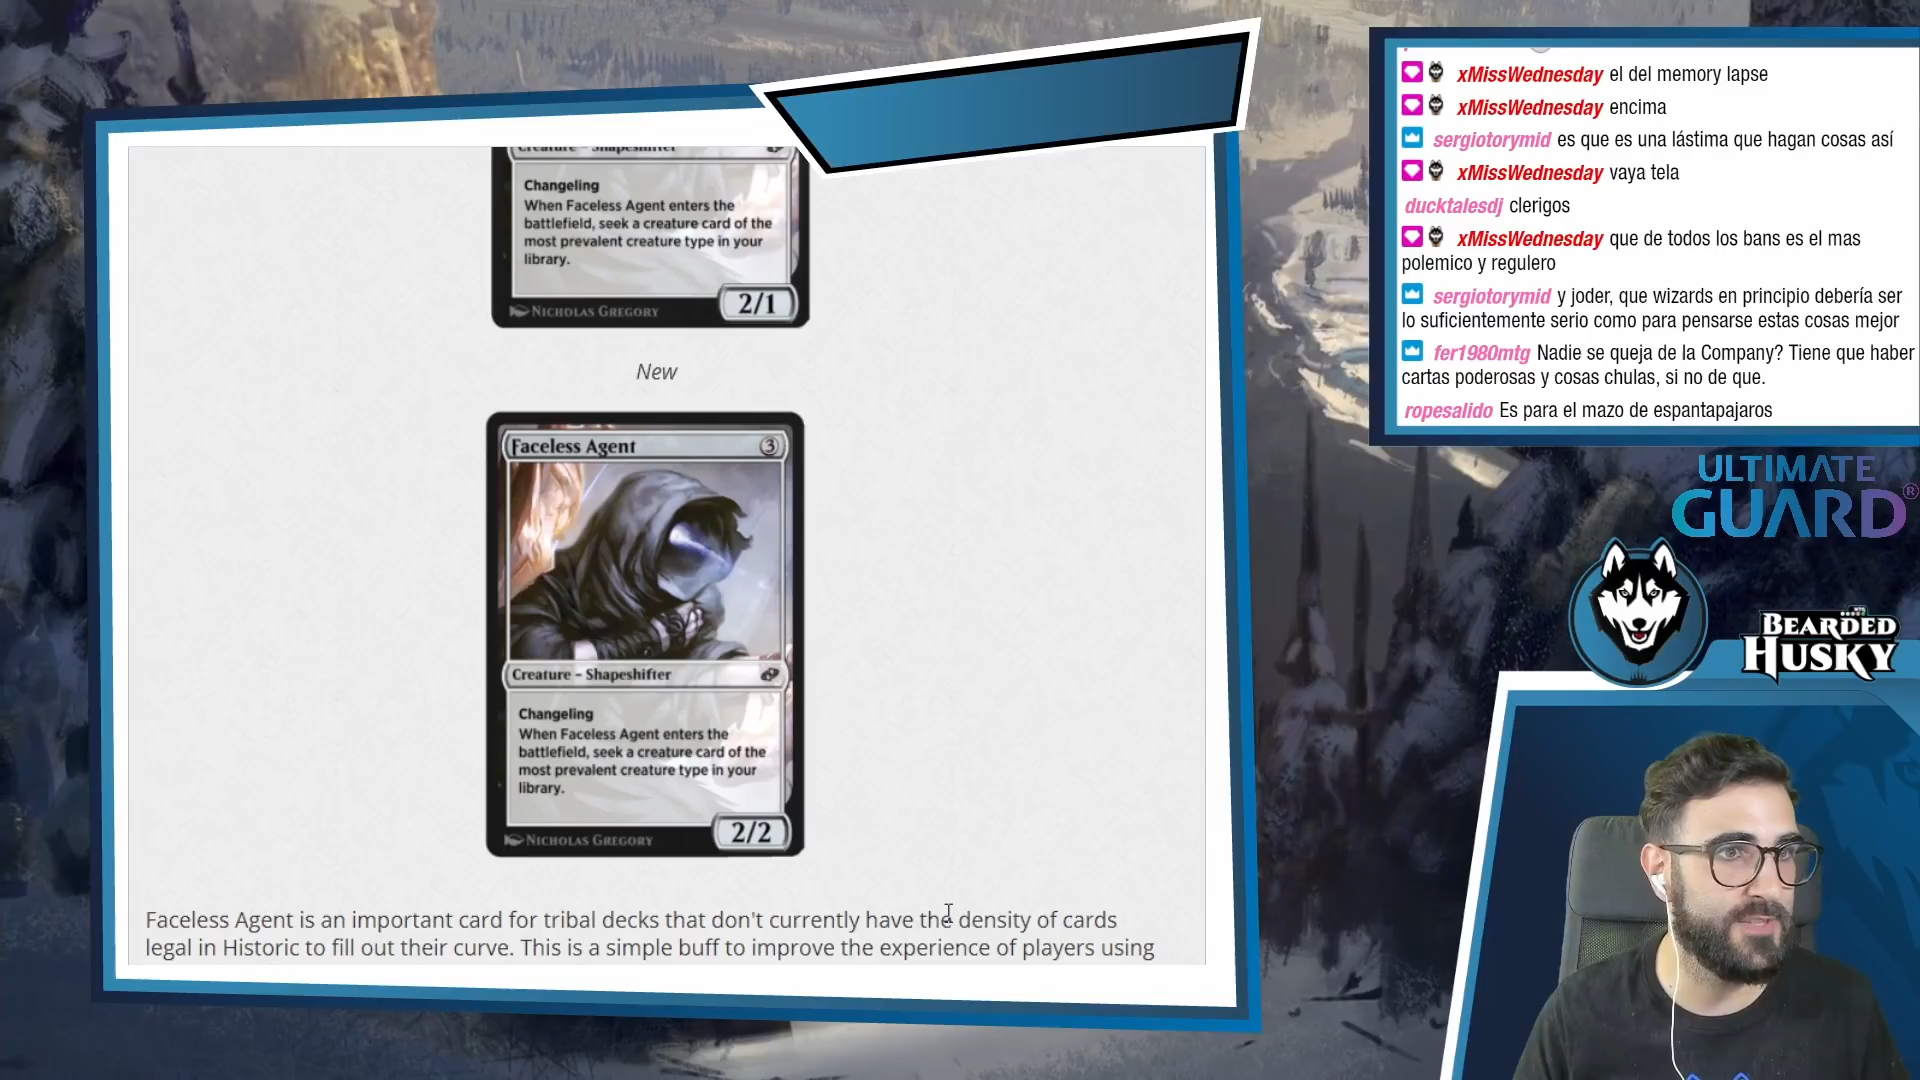 Creature – Shapeshifter
Changeling
When Faceless Agent enters the
battlefield, seek a creature card of the
most prevalent creature type in your
library.
2/1
Nicholas Gregory
New
Faceless Agent
3
Creature – Shapeshifter
Changeling
When Faceless Agent enters the
battlefield, seek a creature card of the
most prevalent creature type in your
library.
2/2
Nicholas Gregory
Faceless Agent is an important card for tribal decks that don't currently have the density of cards
legal in Historic to fill out their curve. This is a simple buff to improve the experience of players using
xMissWednesday el del memory lapse
xMissWednesday encima
sergiotorymid es que es una lástima que hagan cosas así
xMissWednesday vaya tela
ducktalesdj clerigos
xMissWednesday que de todos los bans es el mas
polemico y regulero
sergiotorymid y joder, que wizards en principio debería ser
lo suficientemente serio como para pensarse estas cosas mejor
fer1980mtg Nadie se queja de la Company? Tiene que haber
cartas poderosas y cosas chulas, si no de que.
ropesalido Es para el mazo de espantapajaros
ULTIMATE
GUARD®
BEARDED
HUSKY